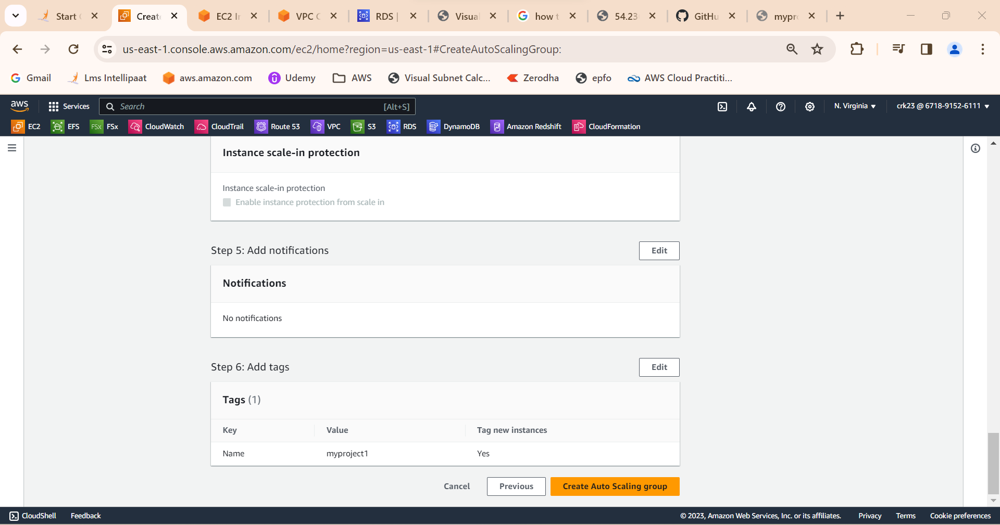 Start
Create
EC2 I
VPC
RDS |
Visual
how t
54.23
GitHu
mypro
us-east-1.console.aws.amazon.com/ec2/home?region=us-east-1#CreateAutoScalingGroup:
Gmail
Lms Intellipaat
aws.amazon.com
Udemy
AWS
Visual Subnet Calc...
Zerodha
epfo
AWS Cloud Practiti...
aws
Services
Search
[Alt+S]
N. Virginia
crk23 @ 6718-9152-6111
EC2
EFS
FSx
FSx
CloudWatch
CloudTrail
Route 53
VPC
S3
RDS
DynamoDB
Amazon Redshift
CloudFormation
Instance scale-in protection
Instance scale-in protection
Enable instance protection from scale in
Step 5: Add notifications
Edit
Notifications
No notifications
Step 6: Add tags
Edit
Tags (1)
Key Value Tag new instances
Name myproject1 Yes
Cancel
Previous
Create Auto Scaling group
CloudShell
Feedback
© 2023, Amazon Web Services, Inc. or its affiliates.
Privacy
Terms
Cookie preferences